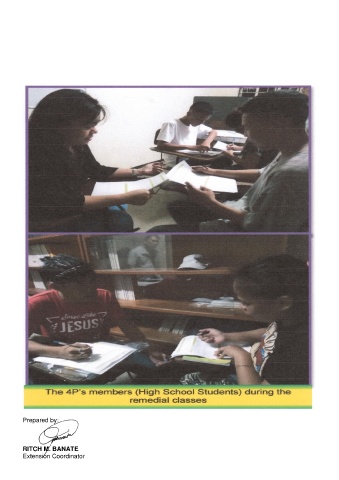 JESUS
The 4P's members (High School Students) during the
remedial classes
Prepared by:
RITCH M. BANATE
Extension Coordinator